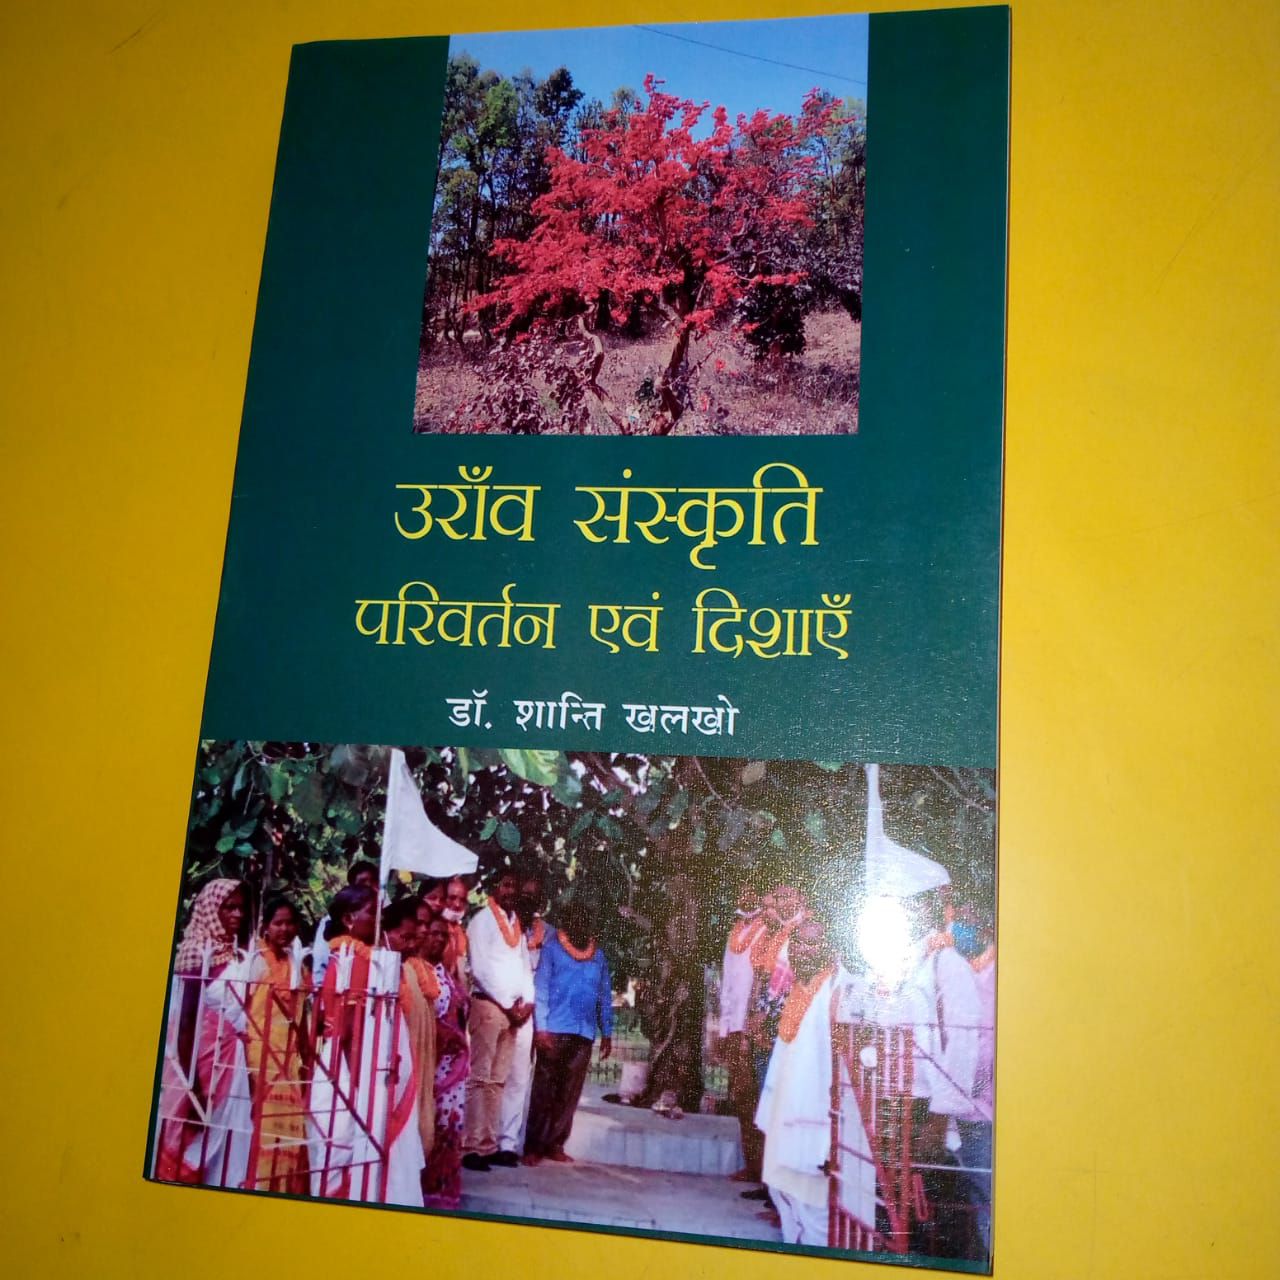 उराँव संस्कृति
परिवर्तन एवं दिशाएँ
डॉ. शान्ति खलखो